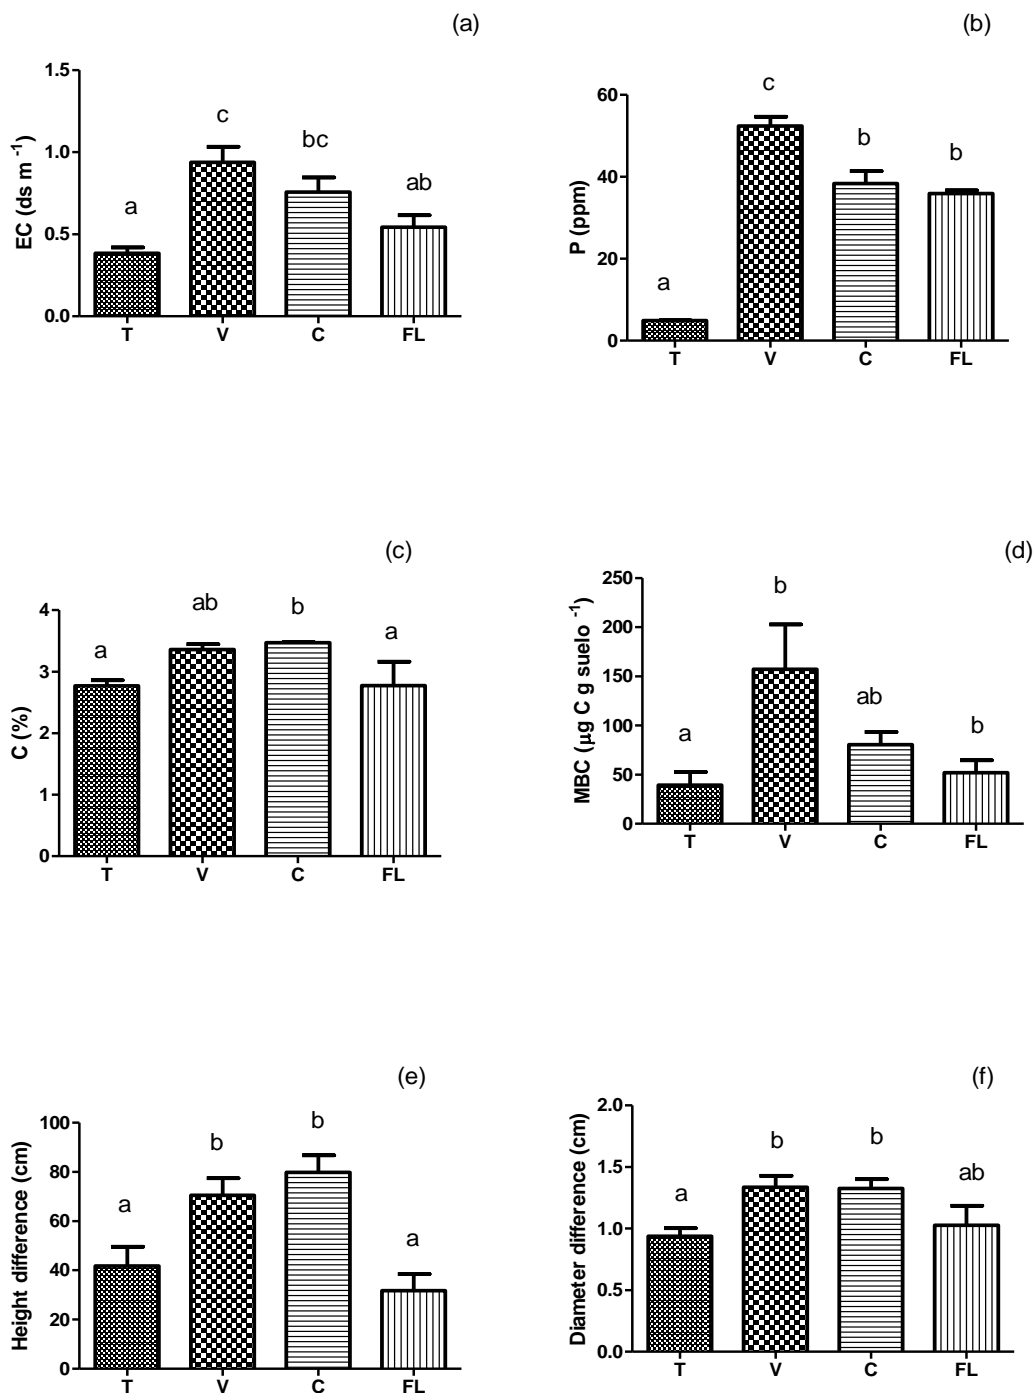 (a)
EC (ds m -1)
1.5
1.0
0.5
0.0
a
c
bc
ab
T
V
C
FL
(b)
P (ppm)
60
40
20
0
a
c
b
b
T
V
C
FL
(c)
C (%)
4
3
2
1
0
a
ab
b
a
T
V
C
FL
(d)
MBC (μg C g suelo -1)
250
200
150
100
50
0
a
b
ab
b
T
V
C
FL
(e)
Height difference (cm)
100
80
60
40
20
0
a
b
b
a
T
V
C
FL
(f)
Diameter difference (cm)
2.0
1.5
1.0
0.5
0.0
a
b
b
ab
T
V
C
FL